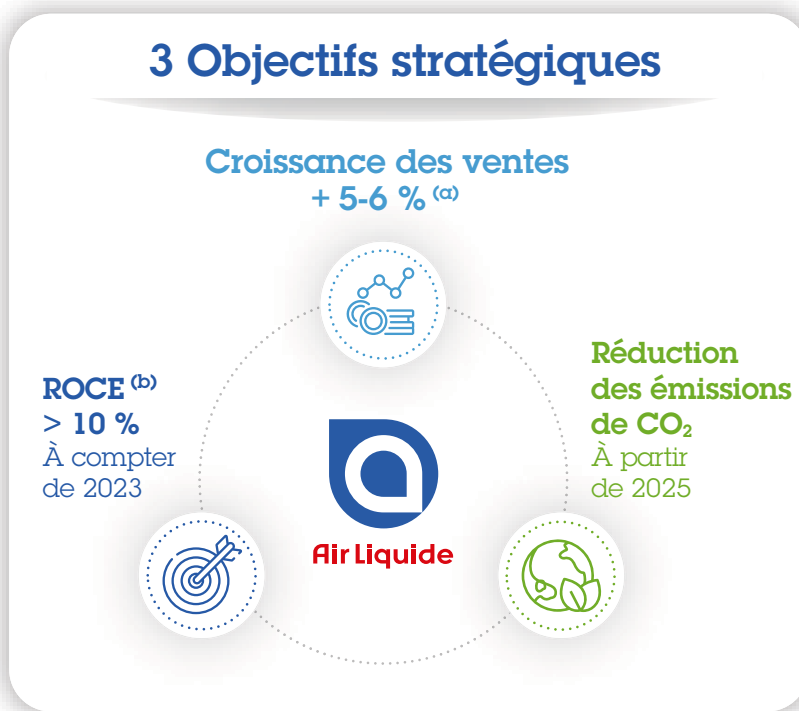 3 Objectifs stratégiques
Croissance des ventes
+ 5-6 % (a)
ROCE (b)
> 10 %
À compter
de 2023
Réduction
des émissions
de CO₂
À partir
de 2025
Air Liquide